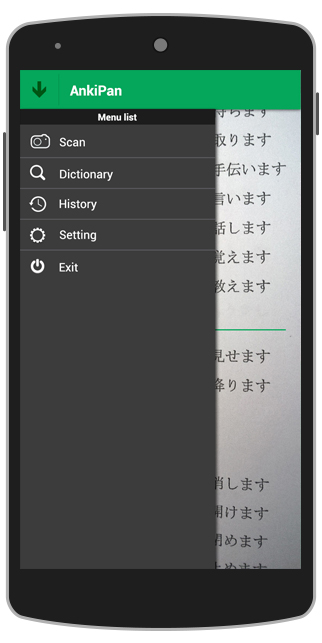 AnkiPan
Menu list
Scan
Dictionary
History
Setting
Exit
待ちます
取ります
手伝います
言います
話します
覚えます
教えます
見せます
降ります
消します
開けます
閉めます